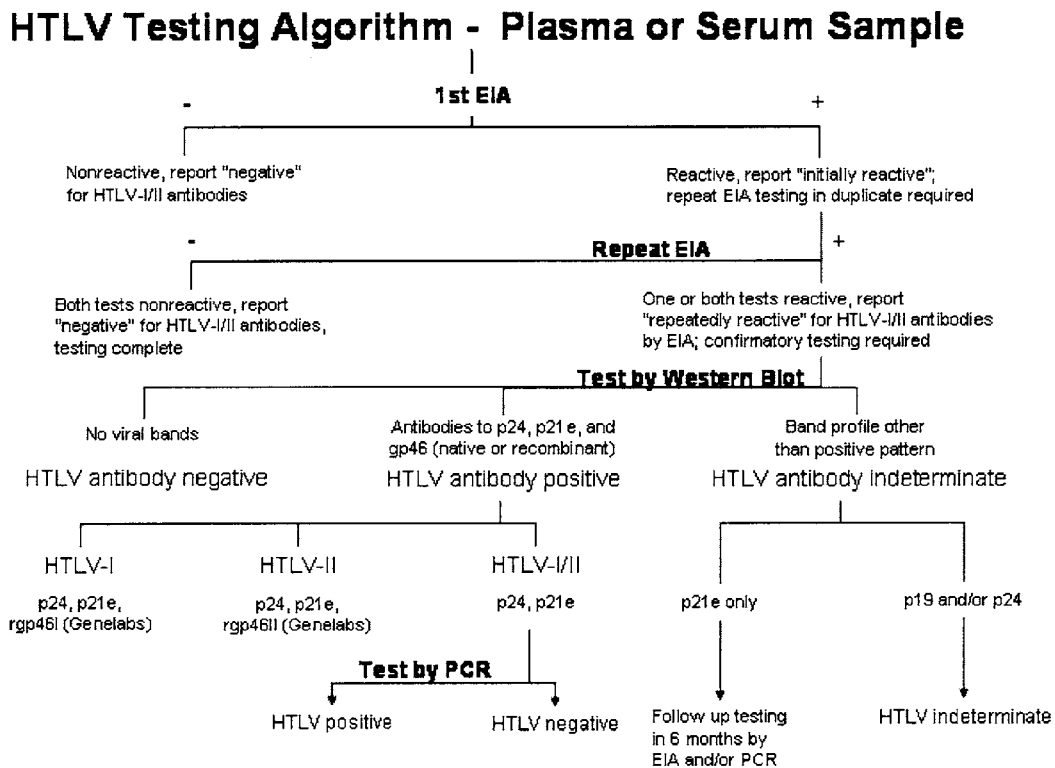 HTLV Testing Algorithm - Plasma or Serum Sample
1st EIA
-
+
Nonreactive, report "negative"
for HTLV-I/II antibodies
Reactive, report "initially reactive";
repeat EIA testing in duplicate required
-
Repeat EIA
+
Both tests nonreactive, report
"negative" for HTLV-I/II antibodies,
testing complete
One or both tests reactive, report
"repeatedly reactive" for HTLV-I/II antibodies
by EIA; confirmatory testing required
Test by Western Blot
No viral bands
HTLV antibody negative
Antibodies to p24, p21e, and
gp46 (native or recombinant)
HTLV antibody positive
Band profile other
than positive pattern
HTLV antibody indeterminate
HTLV-I
p24, p21e,
rgp46I (Genelabs)
HTLV-II
p24, p21e,
rgp46II (Genelabs)
HTLV-I/II
p24, p21e
p21e only
p19 and/or p24
Test by PCR
HTLV positive
HTLV negative
Follow up testing
in 6 months by
EIA and/or PCR
HTLV indeterminate